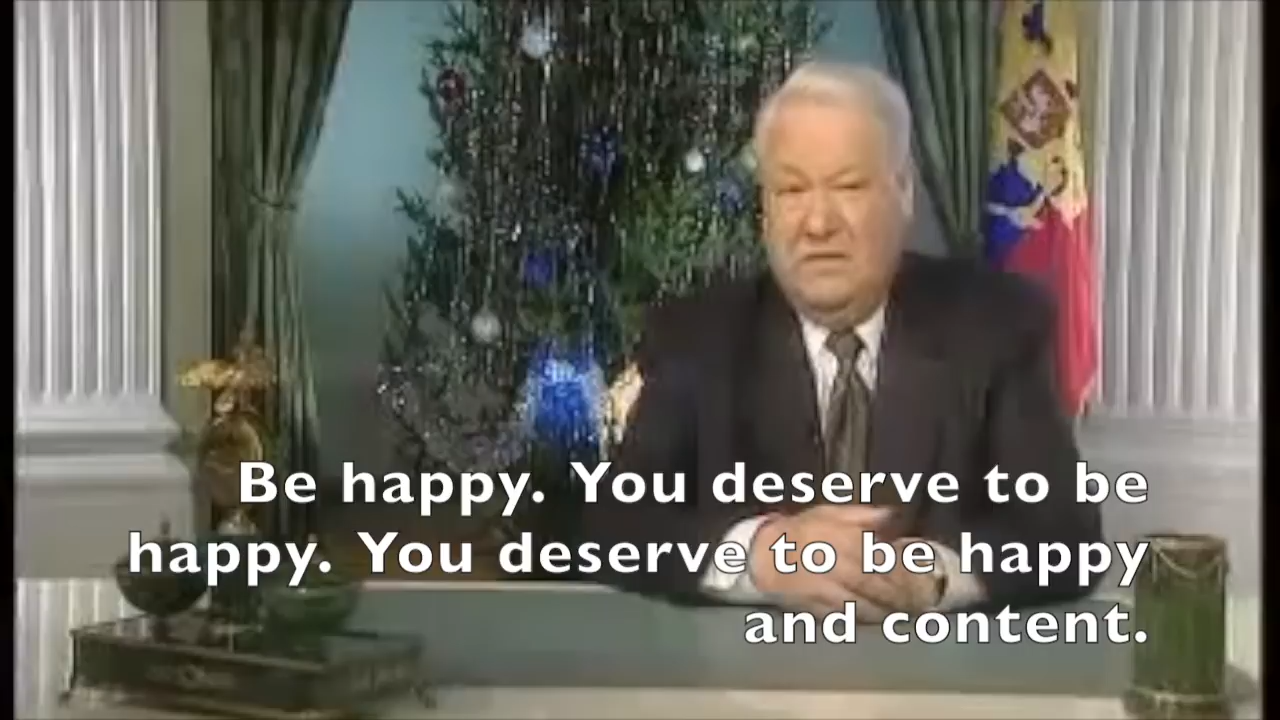 Be happy. You deserve to be
happy. You deserve to be happy
and content.